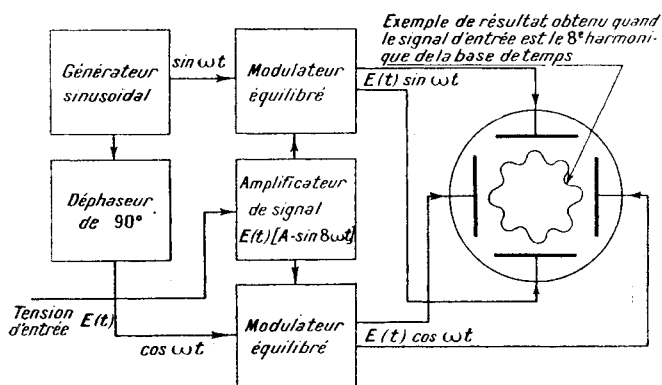 Exemple de résultat obtenu quand
le signal d'entrée est le 8e harmoni-
que de la base de temps
Générateur
sinusoidal
sin ωt
Modulateur
équilibré
E(t) sin ωt
Déphaseur
de 90°
Amplificateur
de signal
E(t)[A-sin 8ωt]
Tension
d'entrée E(t)
cos ωt
Modulateur
équilibré
E(t) cos ωt